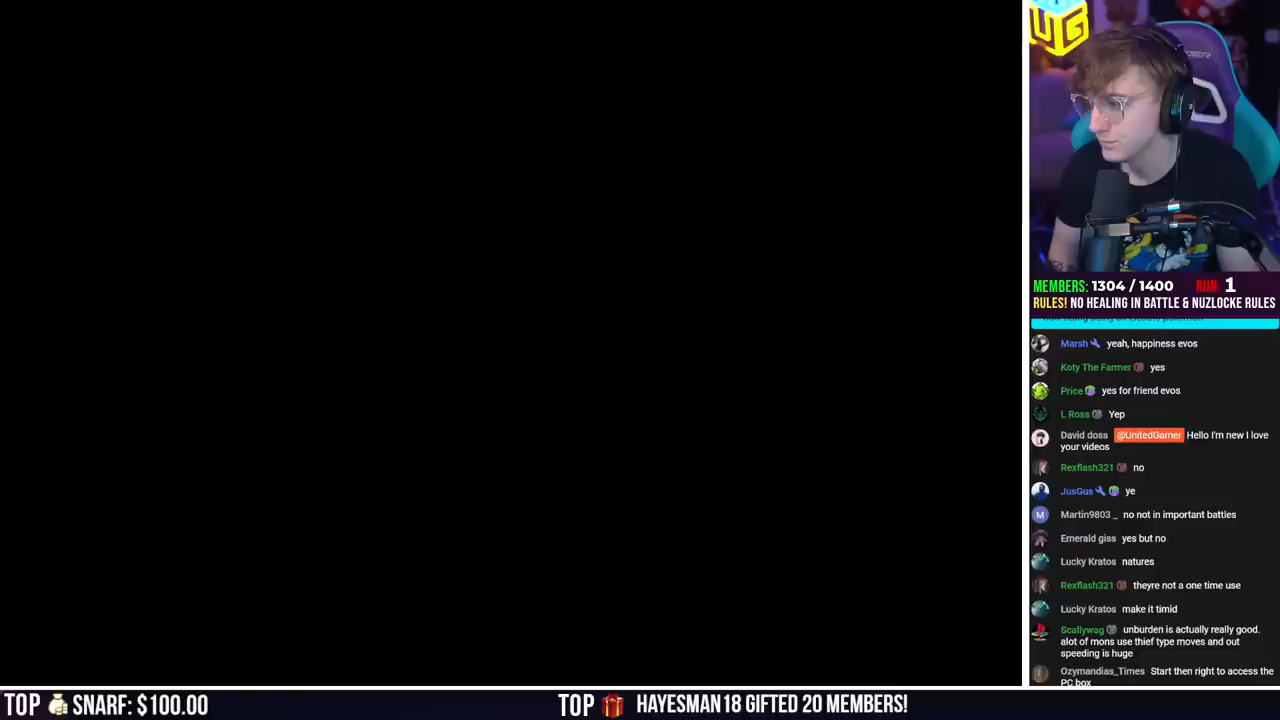 UG
MEMBERS: 1304 / 1400 RUN 1
RULES! NO HEALING IN BATTLE & NUZLOCKE RULES
Marsh yeah, happiness evos
Koty The Farmer yes
Price yes for friend evos
L Ross Yep
David doss @UnitedGamer Hello I'm new I love
your videos
Rexflash321 no
JusGus ye
M Martin9803 _ no not in important battles
Emerald giss yes but no
Lucky Kratos natures
Rexflash321 theyre not a one time use
Lucky Kratos make it timid
Scallywag unburden is actually really good.
alot of mons use thief type moves and out
speeding is huge
Ozymandias_Times Start then right to access the
PC box
TOP SNARF: $100.00
TOP HAYESMAN18 GIFTED 20 MEMBERS!